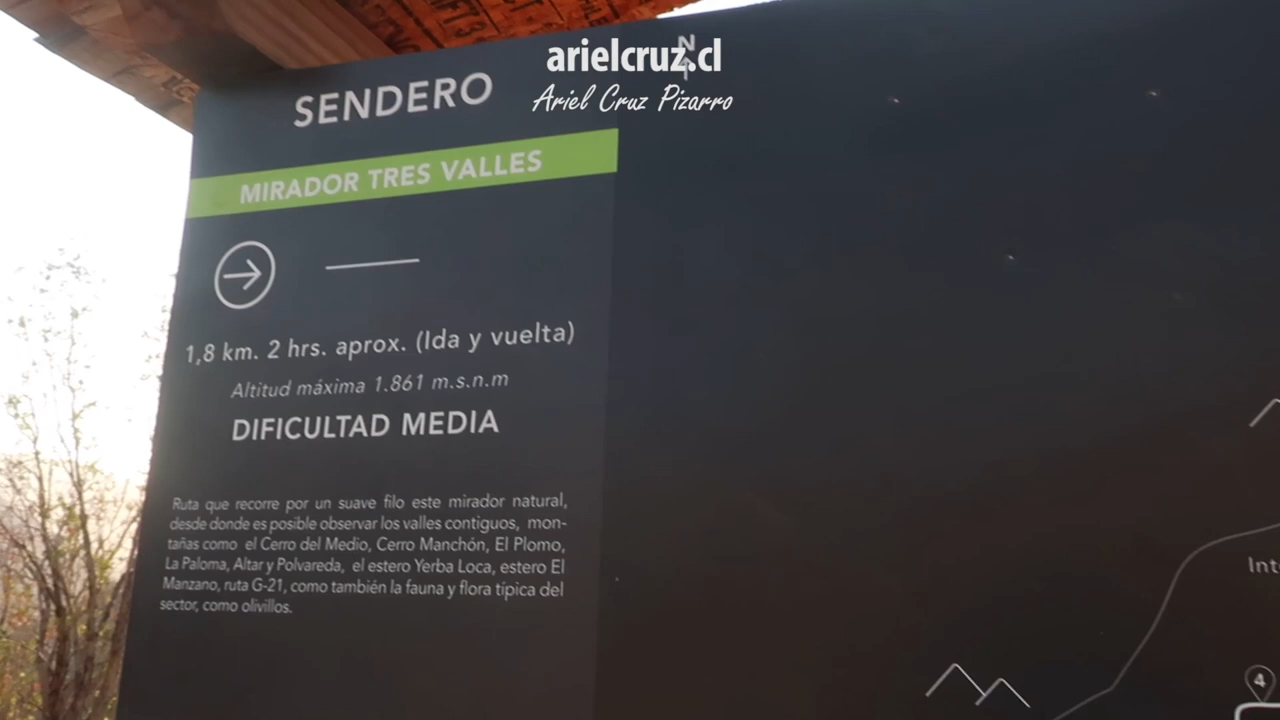 arielcruz.cl
Ariel Cruz Pizarro
N
SENDERO
MIRADOR TRES VALLES
1,8 km. 2 hrs. aprox. (Ida y vuelta)
Altitud máxima 1.861 m.s.n.m
DIFICULTAD MEDIA
Ruta que recorre por un suave filo este mirador natural,
desde donde es posible observar los valles contiguos, mon-
tañas como el Cerro del Medio, Cerro Manchón, El Plomo,
La Paloma, Altar y Polvareda, el estero Yerba Loca, estero El
Manzano, ruta G-21, como también la fauna y flora típica del
sector, como olivillos.
4